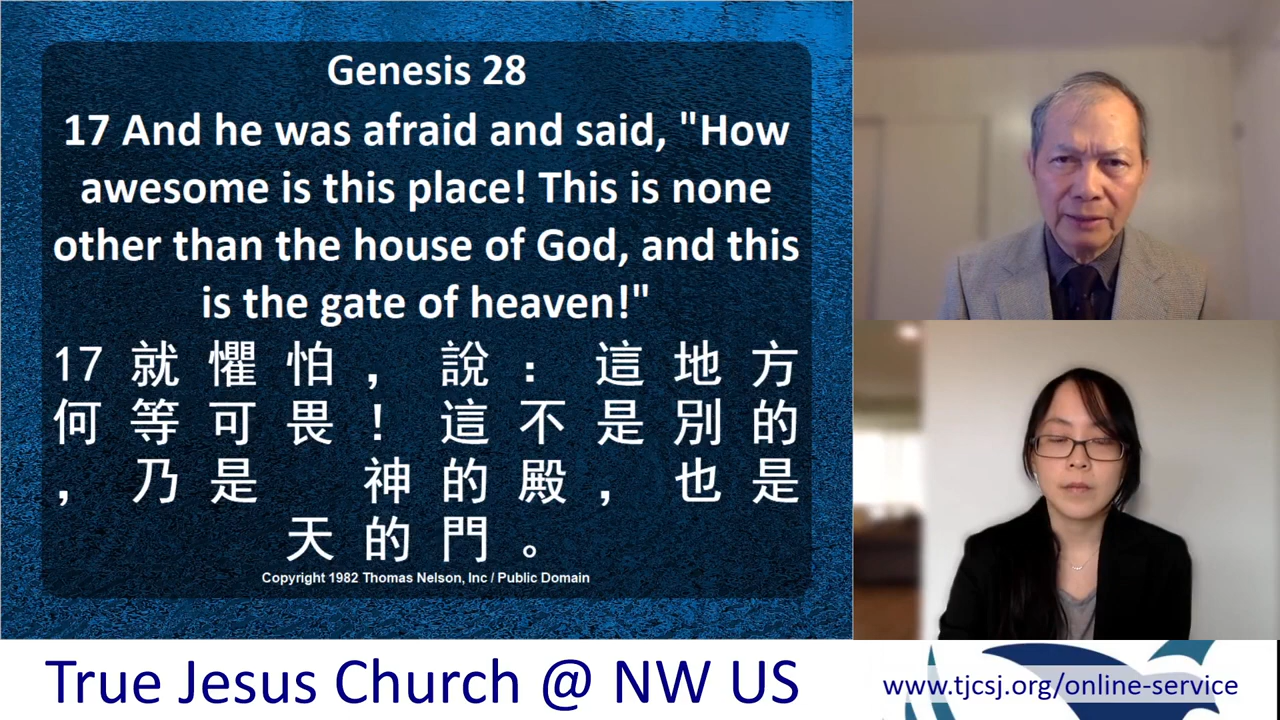 Genesis 28
17 And he was afraid and said, "How
awesome is this place! This is none
other than the house of God, and this
is the gate of heaven!"
17 就懼怕，說：這地方
何等可畏！這不是別的
，乃是　神的殿，也是
天的門。
Copyright 1982 Thomas Nelson, Inc / Public Domain
True Jesus Church @ NW US
www.tjcsj.org/online-service